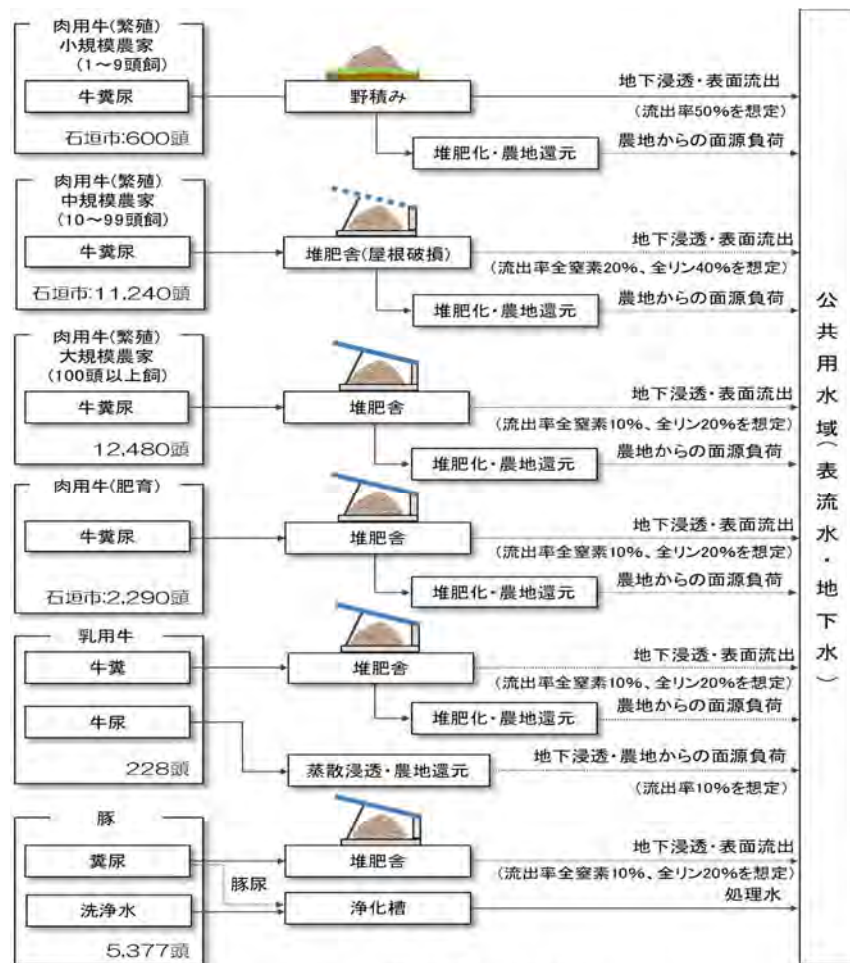 肉用牛(繁殖)
小規模農家
(1～9頭飼)
牛糞尿
石垣市:600頭
野積み
地下浸透・表面流出
(流出率50%を想定)
堆肥化・農地還元
農地からの面源負荷
肉用牛(繁殖)
中規模農家
(10～99頭飼)
牛糞尿
石垣市:11,240頭
堆肥舎(屋根破損)
地下浸透・表面流出
(流出率全窒素20%、全リン40%を想定)
堆肥化・農地還元
農地からの面源負荷
肉用牛(繁殖)
大規模農家
(100頭以上飼)
牛糞尿
12,480頭
堆肥舎
地下浸透・表面流出
(流出率全窒素10%、全リン20%を想定)
堆肥化・農地還元
農地からの面源負荷
肉用牛(肥育)
牛糞尿
石垣市:2,290頭
堆肥舎
地下浸透・表面流出
(流出率全窒素10%、全リン20%を想定)
堆肥化・農地還元
農地からの面源負荷
乳用牛
牛糞
牛尿
228頭
堆肥舎
地下浸透・表面流出
(流出率全窒素10%、全リン20%を想定)
堆肥化・農地還元
農地からの面源負荷
蒸散浸透・農地還元
地下浸透・農地からの面源負荷
(流出率10%を想定)
豚
糞尿
洗浄水
5,377頭
豚尿
堆肥舎
地下浸透・表面流出
(流出率全窒素10%、全リン20%を想定)
浄化槽
処理水
公共用水域(表流水・地下水)